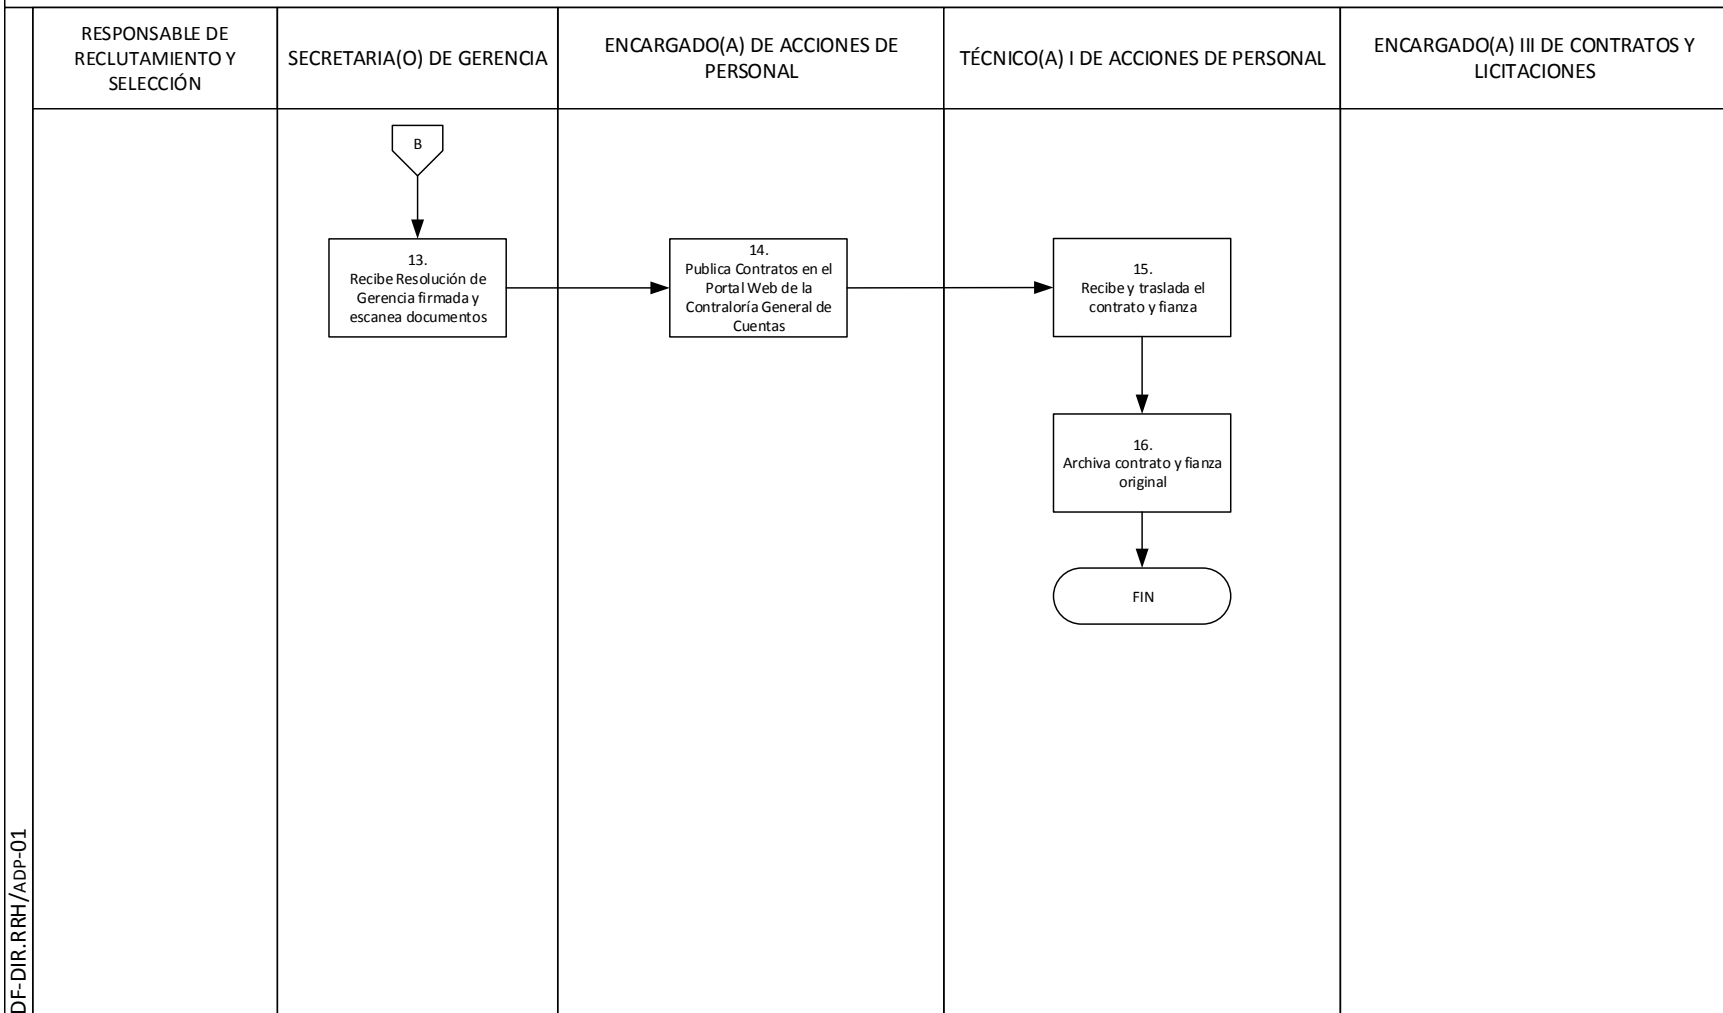 RESPONSABLE DE
RECLUTAMIENTO Y
SELECCIÓN
SECRETARIA(O) DE GERENCIA
ENCARGADO(A) DE ACCIONES DE
PERSONAL
TÉCNICO(A) I DE ACCIONES DE PERSONAL
ENCARGADO(A) III DE CONTRATOS Y
LICITACIONES
B
13.
Recibe Resolución de
Gerencia firmada y
escanea documentos
14.
Publica Contratos en el
Portal Web de la
Contraloría General de
Cuentas
15.
Recibe y traslada el
contrato y fianza
16.
Archiva contrato y fianza
original
FIN
DF-DIR.RRH/ADP-01